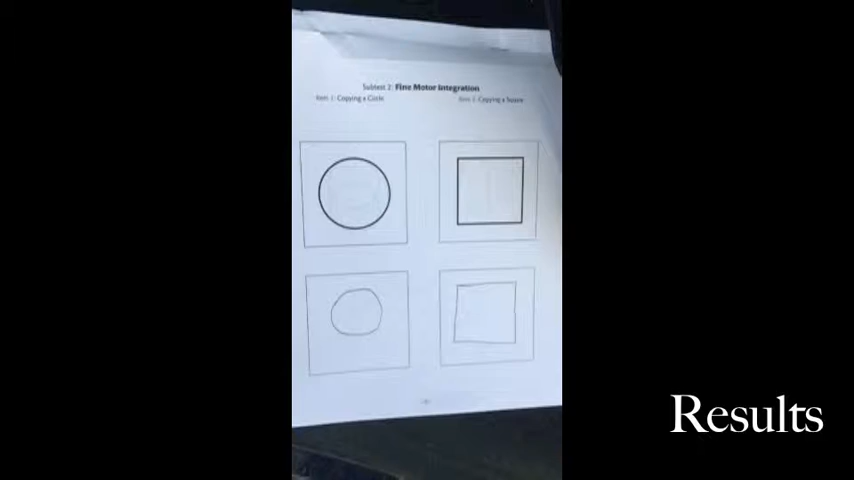 Subtest 2: Fine Motor Integration
Item 1: Copying a Circle
Item 2: Copying a Square
Results